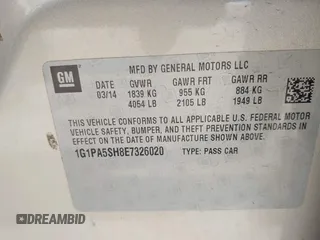 GM
MFD BY GENERAL MOTORS LLC
DATE GVWR GAWR FRT GAWR RR
03/14 1839 KG 955 KG 884 KG
4054 LB 2105 LB 1949 LB
THIS VEHICLE CONFORMS TO ALL APPLICABLE U.S. FEDERAL MOTOR
VEHICLE SAFETY, BUMPER, AND THEFT PREVENTION STANDARDS
IN EFFECT ON THE DATE OF MANUFACTURE SHOWN ABOVE.
1G1PA5SH8E7326020 TYPE: PASS CAR
DREAMBID